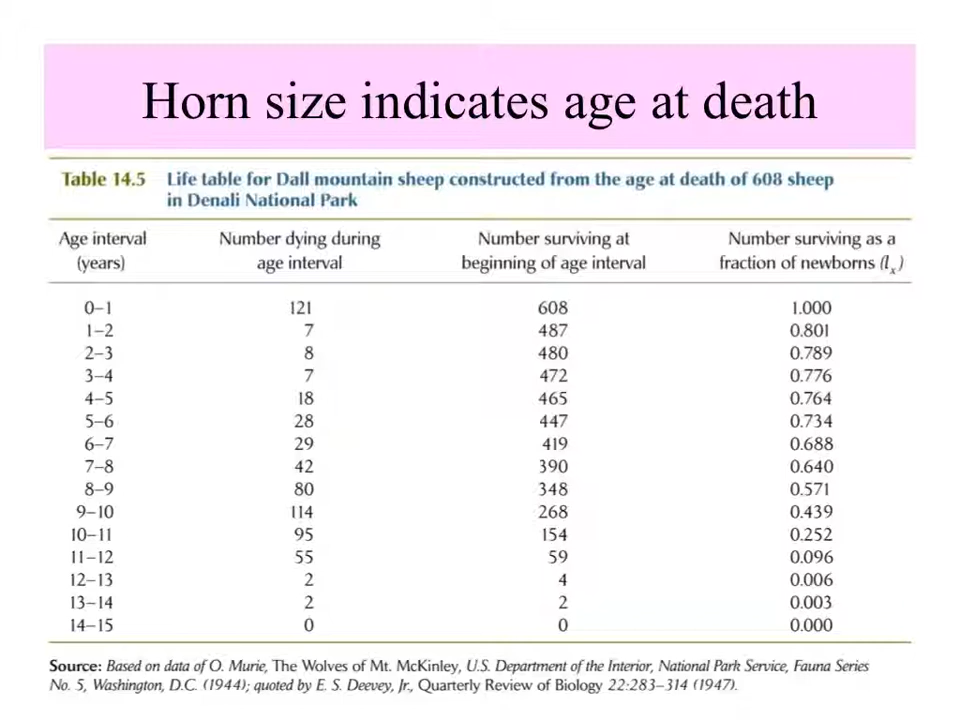 Horn size indicates age at death
Table 14.5 Life table for Dall mountain sheep constructed from the age at death of 608 sheep
in Denali National Park
Age interval Number dying during Number surviving at Number surviving as a
(years) age interval beginning of age interval fraction of newborns (lx)
0–1 121 608 1.000
1–2 7 487 0.801
2–3 8 480 0.789
3–4 7 472 0.776
4–5 18 465 0.764
5–6 28 447 0.734
6–7 29 419 0.688
7–8 42 390 0.640
8–9 80 348 0.571
9–10 114 268 0.439
10–11 95 154 0.252
11–12 55 59 0.096
12–13 2 4 0.006
13–14 2 2 0.003
14–15 0 0 0.000
Source: Based on data of O. Murie, The Wolves of Mt. McKinley, U.S. Department of the Interior, National Park Service, Fauna Series
No. 5, Washington, D.C. (1944); quoted by E. S. Deevey, Jr., Quarterly Review of Biology 22:283–314 (1947).